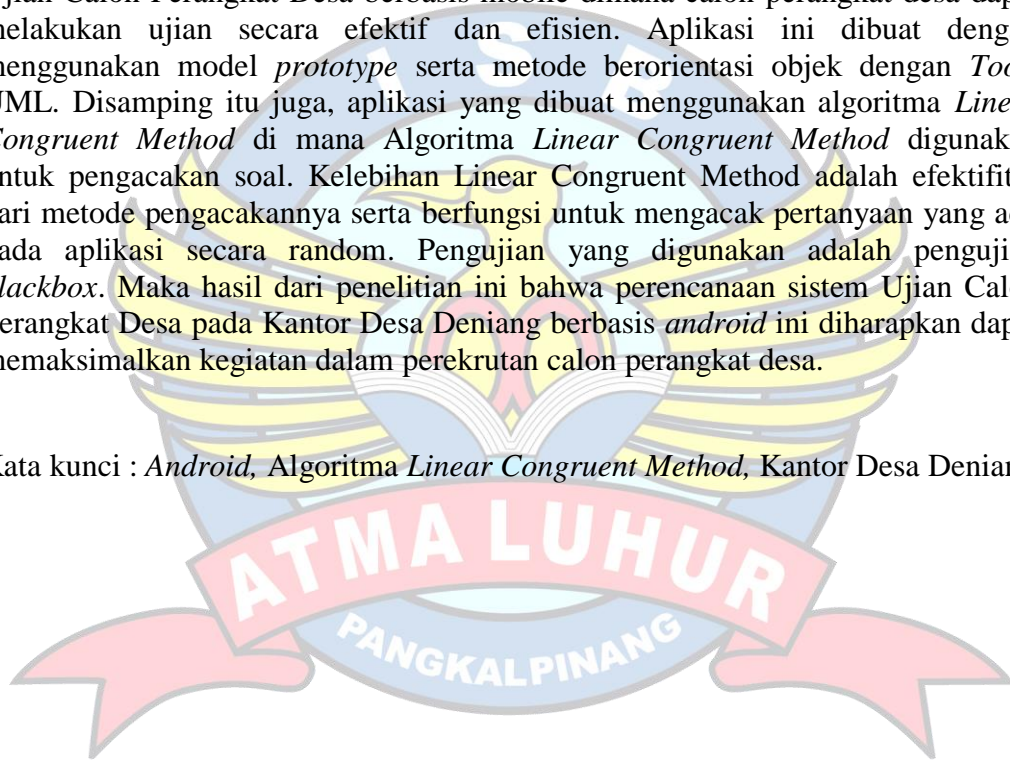 Ujian Calon Perangkat Desa berbasis mobile dimana calon perangkat desa dap
melakukan ujian secara efektif dan efisien. Aplikasi ini dibuat deng
menggunakan model prototype serta metode berorientasi objek dengan Too
UML. Disamping itu juga, aplikasi yang dibuat menggunakan algoritma Line
Congruent Method di mana Algoritma Linear Congruent Method digunak
untuk pengacakan soal. Kelebihan Linear Congruent Method adalah efektifit
dari metode pengacakannya serta berfungsi untuk mengacak pertanyaan yang ad
pada aplikasi secara random. Pengujian yang digunakan adalah penguji
blackbox. Maka hasil dari penelitian ini bahwa perencanaan sistem Ujian Calo
Perangkat Desa pada Kantor Desa Deniang berbasis android ini diharapkan dap
memaksimalkan kegiatan dalam perekrutan calon perangkat desa.
Kata kunci : Android, Algoritma Linear Congruent Method, Kantor Desa Denian
I S B
ATMA LUHUR
PANGKALPINANG